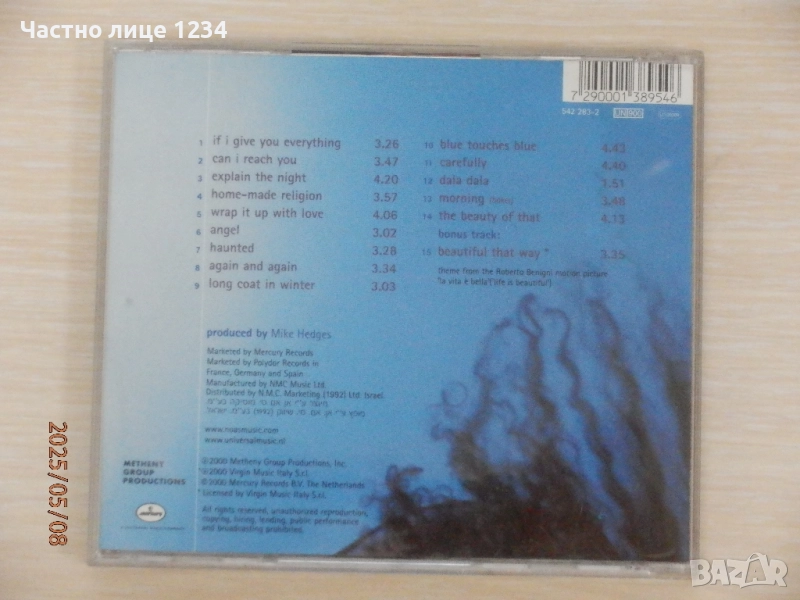 Частно лице 1234
7 290001 389546
542 283-2
1 if i give you everything 3.26
2 can i reach you 3.47
3 explain the night 4.20
4 home-made religion 3.57
5 wrap it up with love 4.06
6 angel 3.02
7 haunted 3.28
8 again and again 3.34
9 long coat in winter 3.03
10 blue touches blue 4.43
11 carefully 4.40
12 dala dala 3.51
13 morning 3.48
14 the beauty of that 4.13
bonus track:
15 beautiful that way * 3.35
theme from the Roberto Benigni motion picture
'la vita è bella' ('life is beautiful')
produced by Mike Hedges
Marketed by Mercury Records
Marketed by Polydor Records in
France, Germany and Spain
Manufactured by NMC Music Ltd.
Distributed by N.M.C. Marketing (1992) Ltd. Israel.
www.noasmusic.com
www.universalmusic.nl
METHENY
GROUP
PRODUCTIONS
℗2000 Metheny Group Productions, Inc.
*℗2000 Virgin Music Italy S.r.l.
©2000 Mercury Records B.V. The Netherlands
* Licensed by Virgin Music Italy S.r.l.
All rights reserved, unauthorized reproduction,
copying, hiring, lending, public performance
and broadcasting prohibited.
mercury
2025/05/08
BAZAR